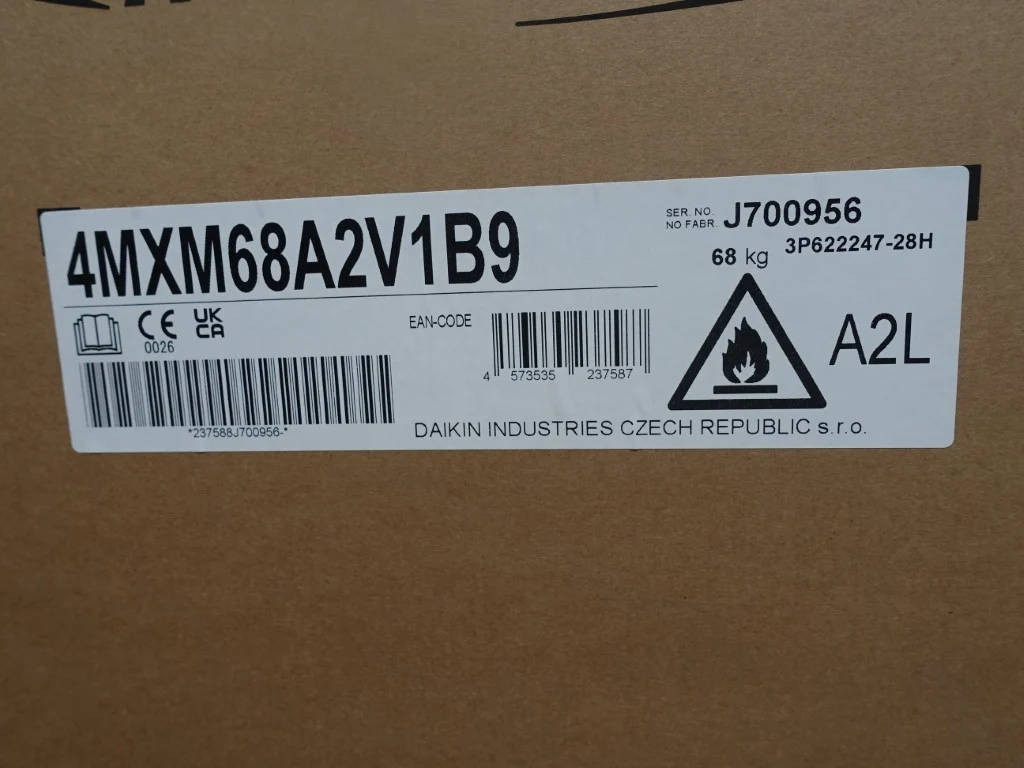 4MXM68A2V1B9
SER. NO.
NO FABR.
J700956
68 kg
3P622247-28H
CE
0026
UK
CA
EAN-CODE
4 573535 237587
A2L
*237588J700956-*
DAIKIN INDUSTRIES CZECH REPUBLIC s.r.o.